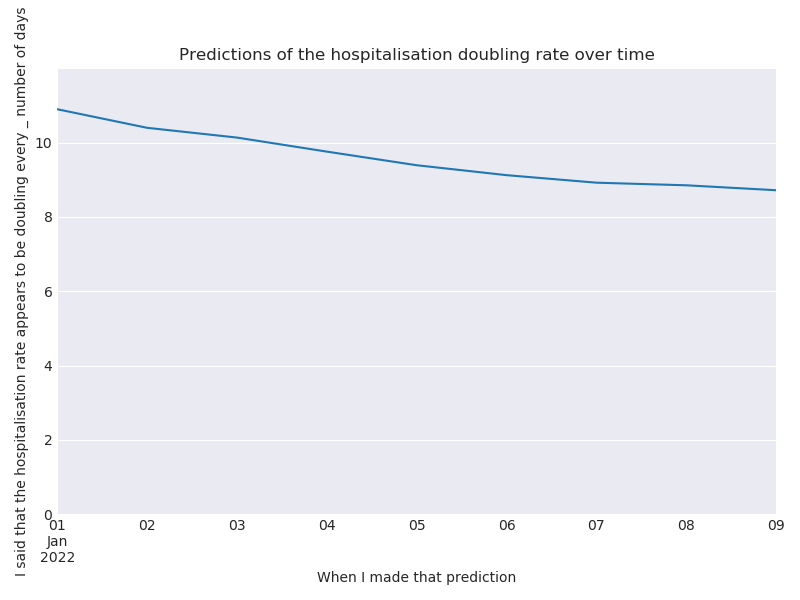 Predictions of the hospitalisation doubling rate over time
I said that the hospitalisation rate appears to be doubling every _ number of days
10
8
6
4
2
0
01 02 03 04 05 06 07 08 09
Jan
2022
When I made that prediction